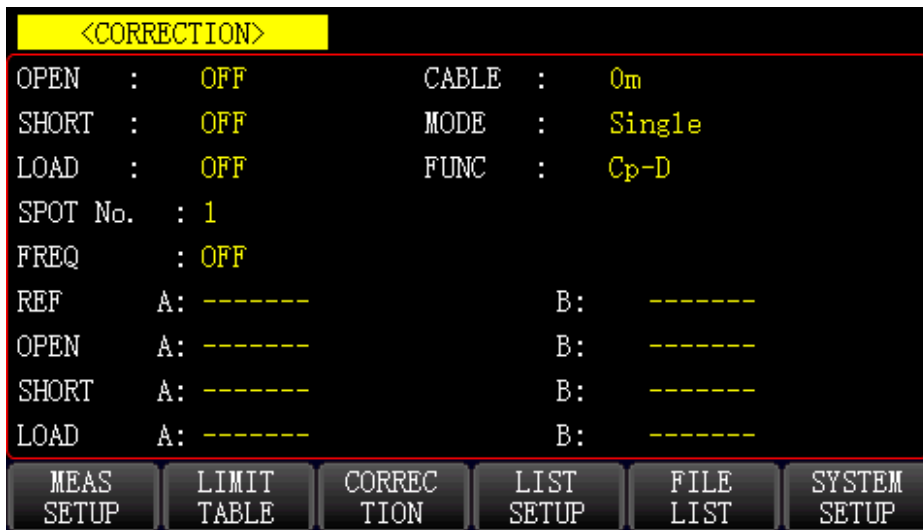 <CORRECTION>
OPEN : OFF CABLE : 0m
SHORT : OFF MODE : Single
LOAD : OFF FUNC : Cp-D
SPOT No. : 1
FREQ : OFF
REF A: ------- B: -------
OPEN A: ------- B: -------
SHORT A: ------- B: -------
LOAD A: ------- B: -------
MEAS SETUP LIMIT TABLE CORREC TION LIST SETUP FILE LIST SYSTEM SETUP